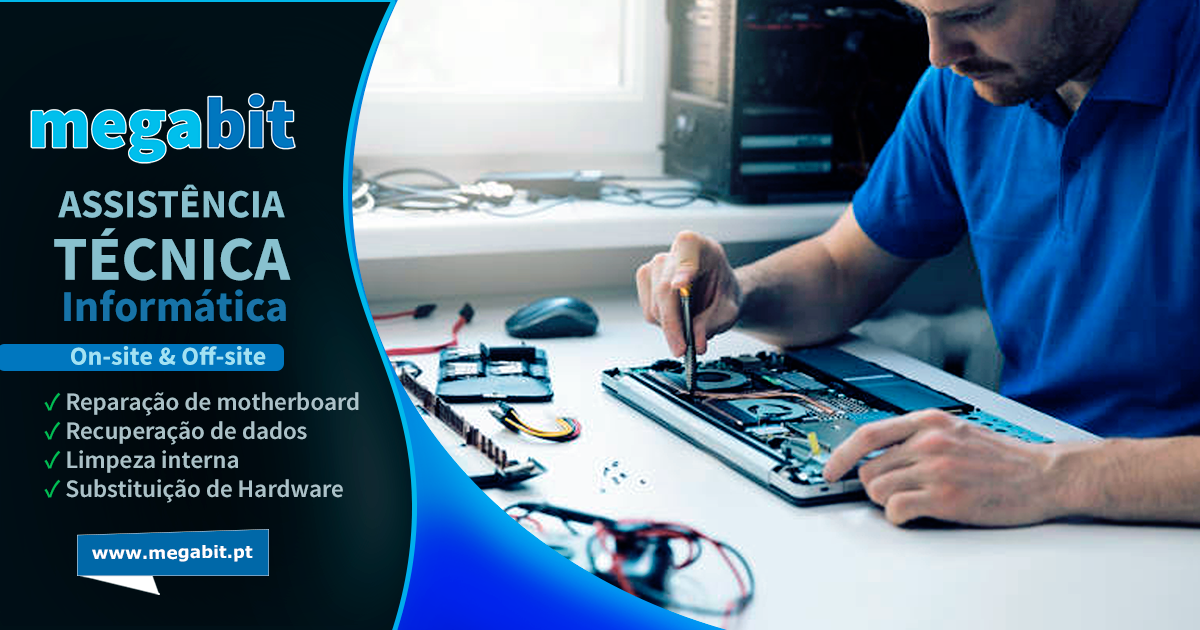 megabit
ASSISTÊNCIA
TÉCNICA
Informática
On-site & Off-site
✓ Reparação de motherboard
✓ Recuperação de dados
✓ Limpeza interna
✓ Substituição de Hardware
www.megabit.pt